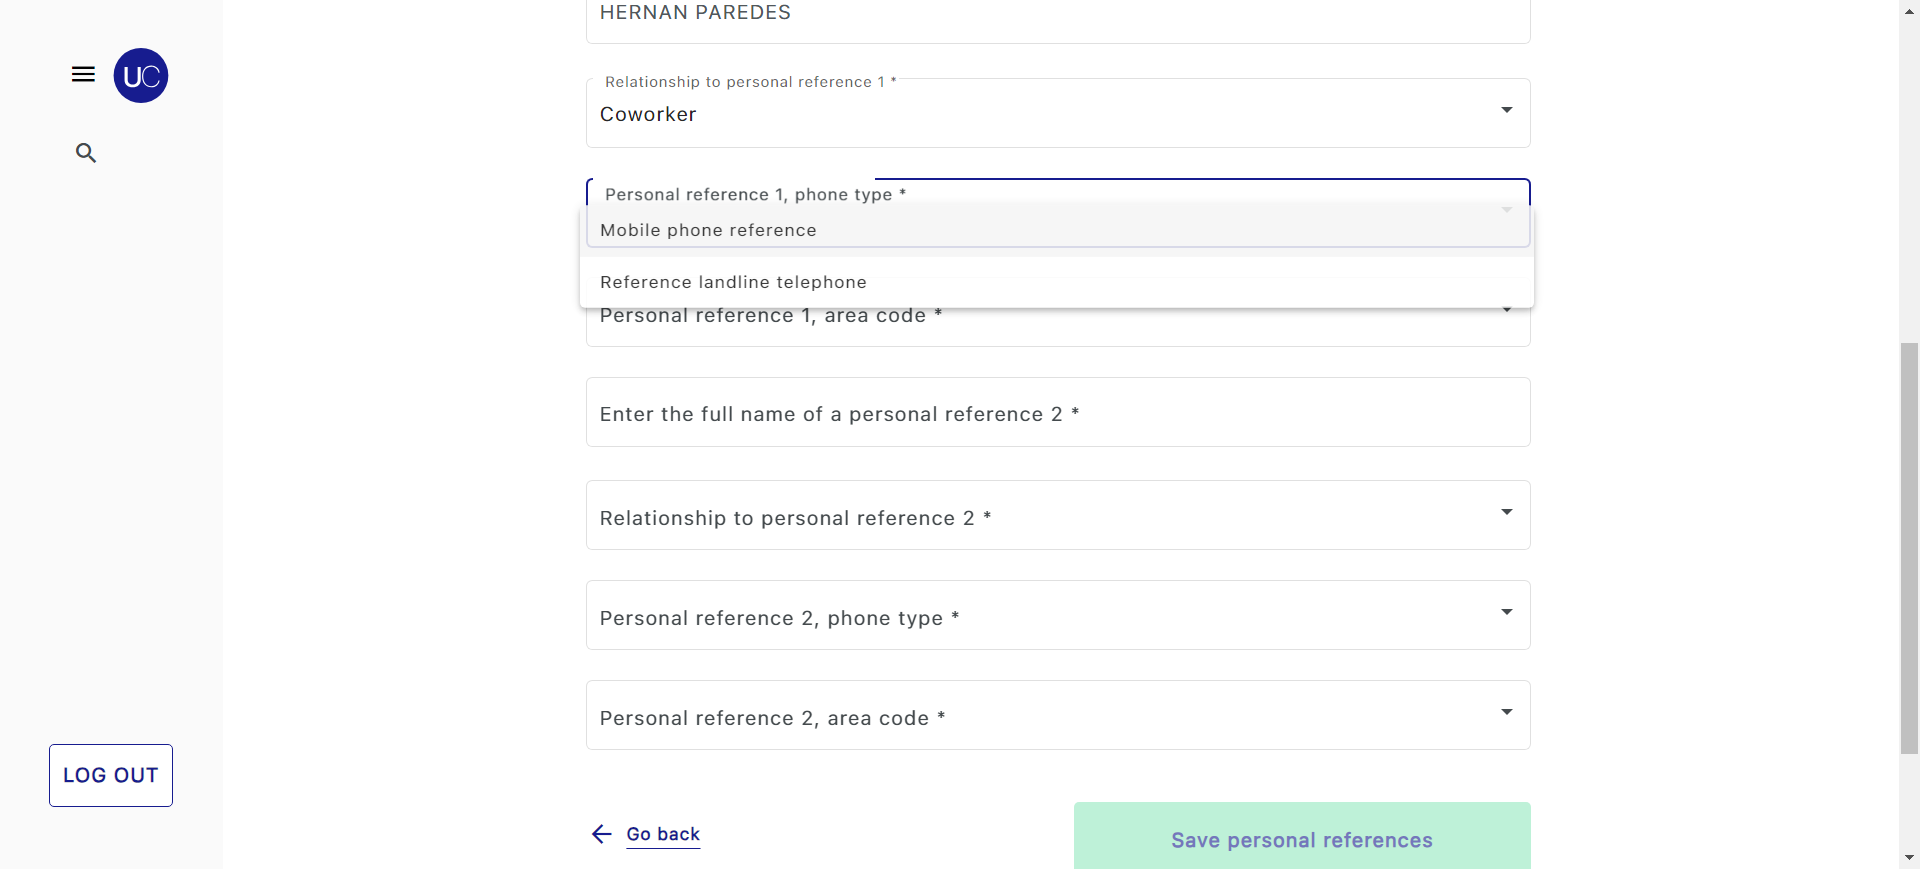 UC
LOG OUT
HERNAN PAREDES
Relationship to personal reference 1 *
Coworker
Personal reference 1, phone type *
Mobile phone reference
Reference landline telephone
Personal reference 1, area code *
Enter the full name of a personal reference 2 *
Relationship to personal reference 2 *
Personal reference 2, phone type *
Personal reference 2, area code *
Go back
Save personal references